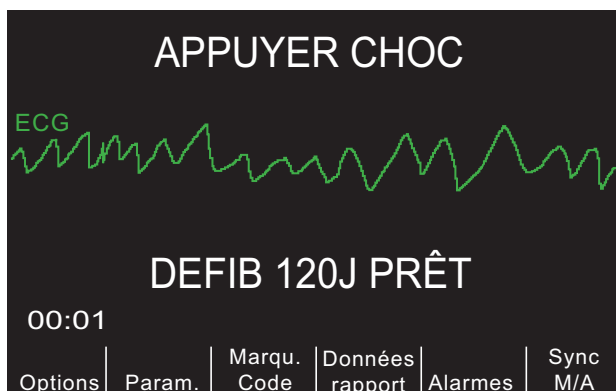 APPUYER CHOC
ECG
DEFIB 120J PRÊT
00:01
Options Param. Marqu. Code Données rapport Alarmes Sync M/A